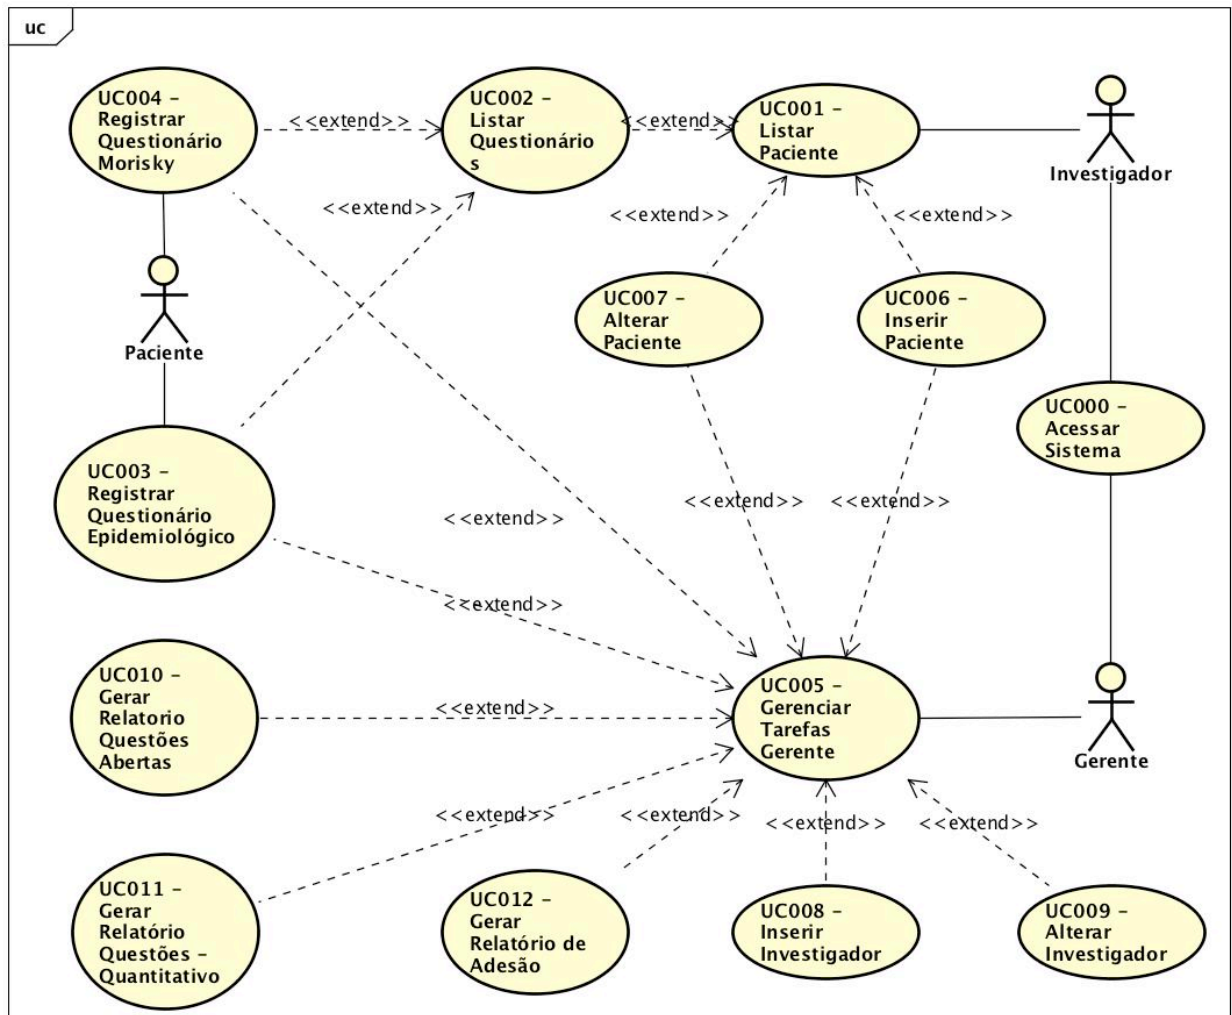 uc
UC004 –
Registrar
Questionário
Morisky
<<extend>>
UC002 –
Listar
Questionário
s
<<extend>>
UC001 –
Listar
Paciente
Investigador
<<extend>>
<<extend>>
<<extend>>
Paciente
UC007 –
Alterar
Paciente
UC006 –
Inserir
Paciente
UC000 –
Acessar
Sistema
UC003 –
Registrar
Questionário
Epidemiológico
<<extend>>
<<extend>>
<<extend>>
<<extend>>
UC010 –
Gerar
Relatorio
Questões
Abertas
<<extend>>
UC005 –
Gerenciar
Tarefas
Gerente
Gerente
<<extend>>
<<extend>>
<<extend>>
<<extend>>
UC011 –
Gerar
Relatório
Questões –
Quantitativo
UC012 –
Gerar
Relatório de
Adesão
UC008 –
Inserir
Investigador
UC009 –
Alterar
Investigador